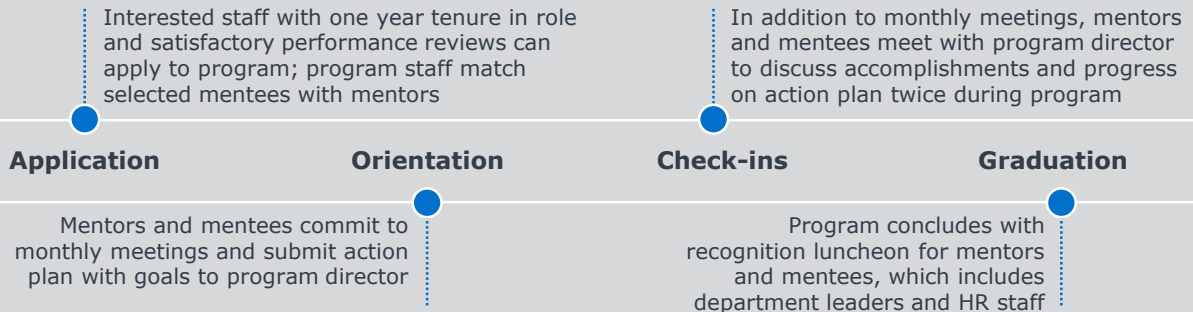 Interested staff with one year tenure in role
and satisfactory performance reviews can
apply to program; program staff match
selected mentees with mentors
In addition to monthly meetings, mentors
and mentees meet with program director
to discuss accomplishments and progress
on action plan twice during program
Application
Orientation
Check-ins
Graduation
Mentors and mentees commit to
monthly meetings and submit action
plan with goals to program director
Program concludes with
recognition luncheon for mentors
and mentees, which includes
department leaders and HR staff